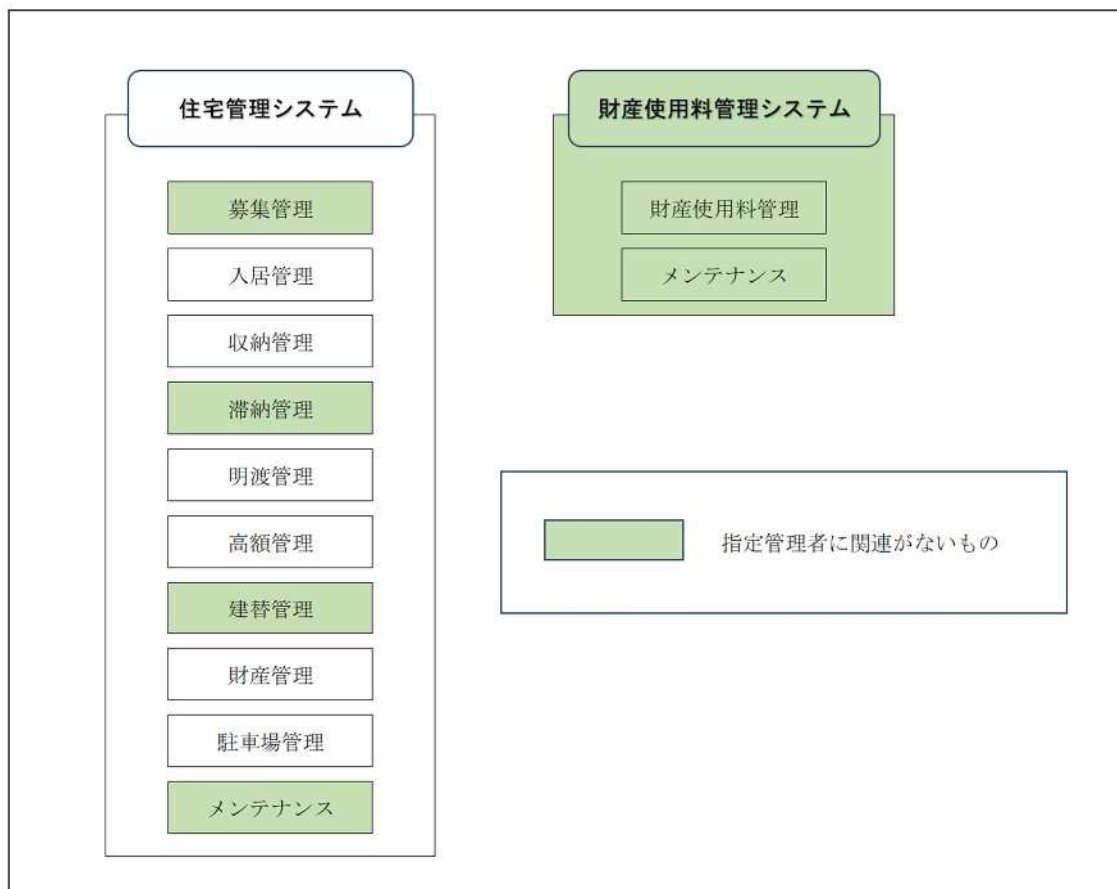 住宅管理システム
募集管理
入居管理
収納管理
滞納管理
明渡管理
高額管理
建替管理
財産管理
駐車場管理
メンテナンス
財産使用料管理システム
財産使用料管理
メンテナンス
指定管理者に関連がないもの